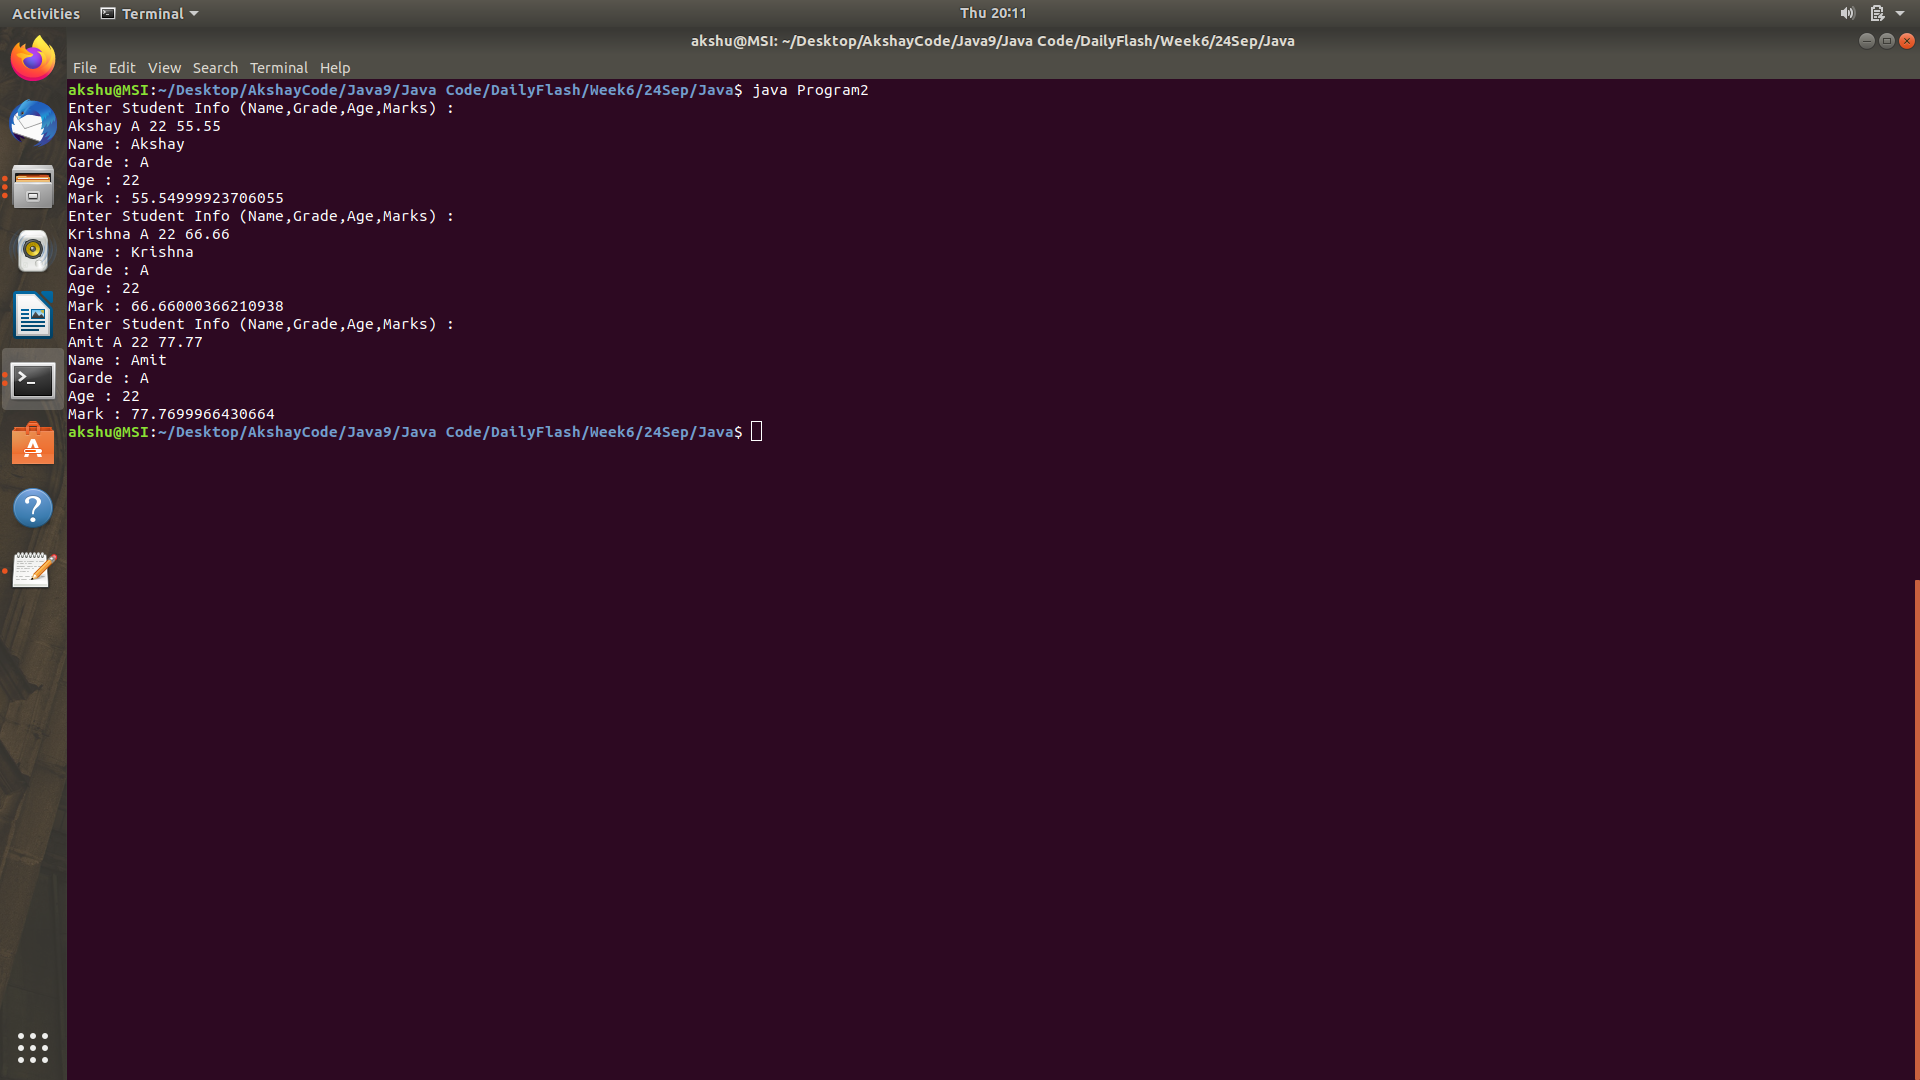 Activities Terminal Thu 20:11
akshu@MSI: ~/Desktop/AkshayCode/Java9/Java Code/DailyFlash/Week6/24Sep/Java
File Edit View Search Terminal Help
akshu@MSI:~/Desktop/AkshayCode/Java9/Java Code/DailyFlash/Week6/24Sep/Java$ java Program2
Enter Student Info (Name,Grade,Age,Marks) :
Akshay A 22 55.55
Name : Akshay
Garde : A
Age : 22
Mark : 55.54999923706055
Enter Student Info (Name,Grade,Age,Marks) :
Krishna A 22 66.66
Name : Krishna
Garde : A
Age : 22
Mark : 66.66000366210938
Enter Student Info (Name,Grade,Age,Marks) :
Amit A 22 77.77
Name : Amit
Garde : A
Age : 22
Mark : 77.7699966430664
akshu@MSI:~/Desktop/AkshayCode/Java9/Java Code/DailyFlash/Week6/24Sep/Java$